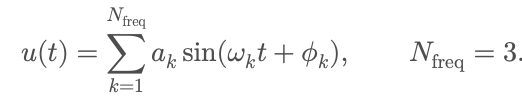 u(t) = \sum_{k=1}^{N_{\text{freq}}} a_k \sin(\omega_k t + \phi_k), \qquad N_{\text{freq}} = 3.